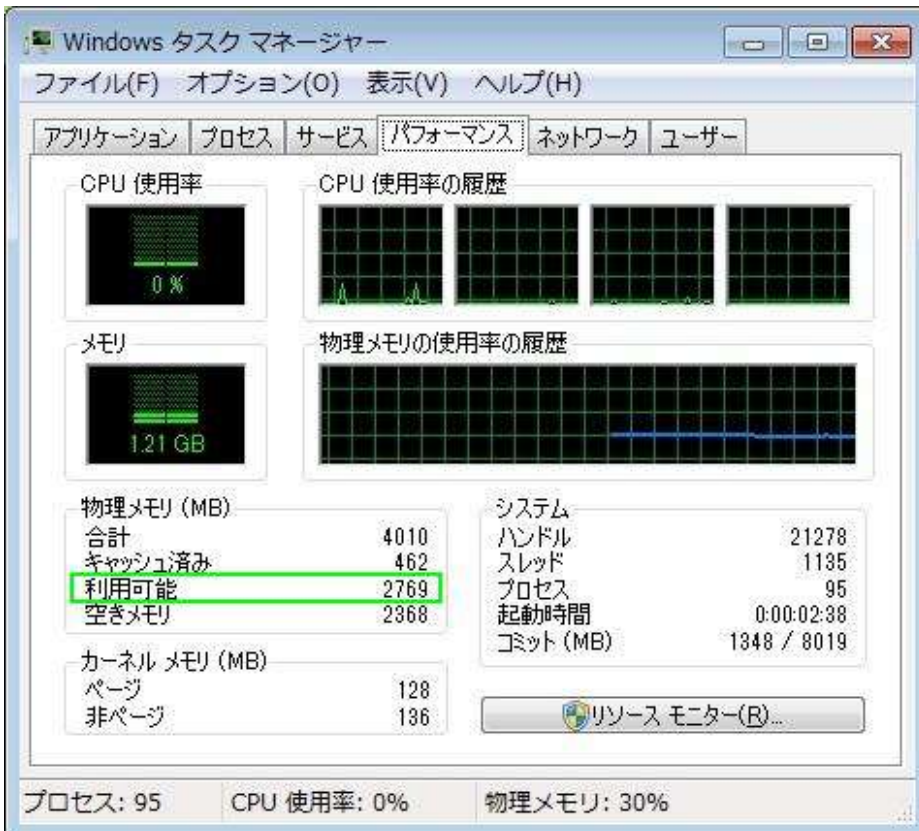 Windows タスク マネージャー
ファイル(F) オプション(O) 表示(V) ヘルプ(H)
アプリケーション プロセス サービス パフォーマンス ネットワーク ユーザー
CPU 使用率
0 %
CPU 使用率の履歴
メモリ
1.21 GB
物理メモリの使用率の履歴
物理メモリ (MB)
合計 4010
キャッシュ済み 462
利用可能 2769
空きメモリ 2368
カーネル メモリ (MB)
ページ 128
非ページ 136
システム
ハンドル 21278
スレッド 1135
プロセス 95
起動時間 0:00:02:38
コミット (MB) 1348 / 8019
リソース モニター(R)...
プロセス: 95 CPU 使用率: 0% 物理メモリ: 30%